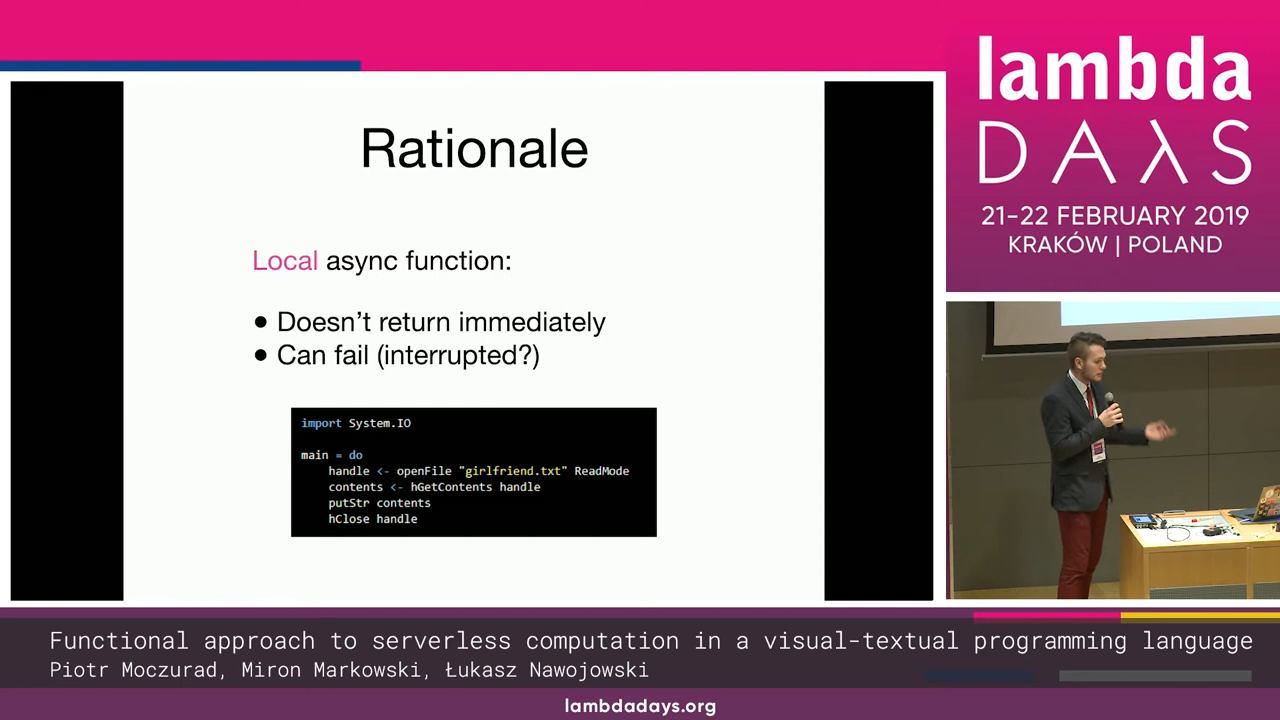 Rationale
Local async function:
● Doesn't return immediately
● Can fail (interrupted?)
import System.IO
main = do
handle <- openFile "girlfriend.txt" ReadMode
contents <- hGetContents handle
putStr contents
hClose handle
lambda
DAλS
21-22 FEBRUARY 2019
KRAKÓW | POLAND
Functional approach to serverless computation in a visual-textual programming language
Piotr Moczurad, Miron Markowski, Łukasz Nawojowski
lambdadays.org